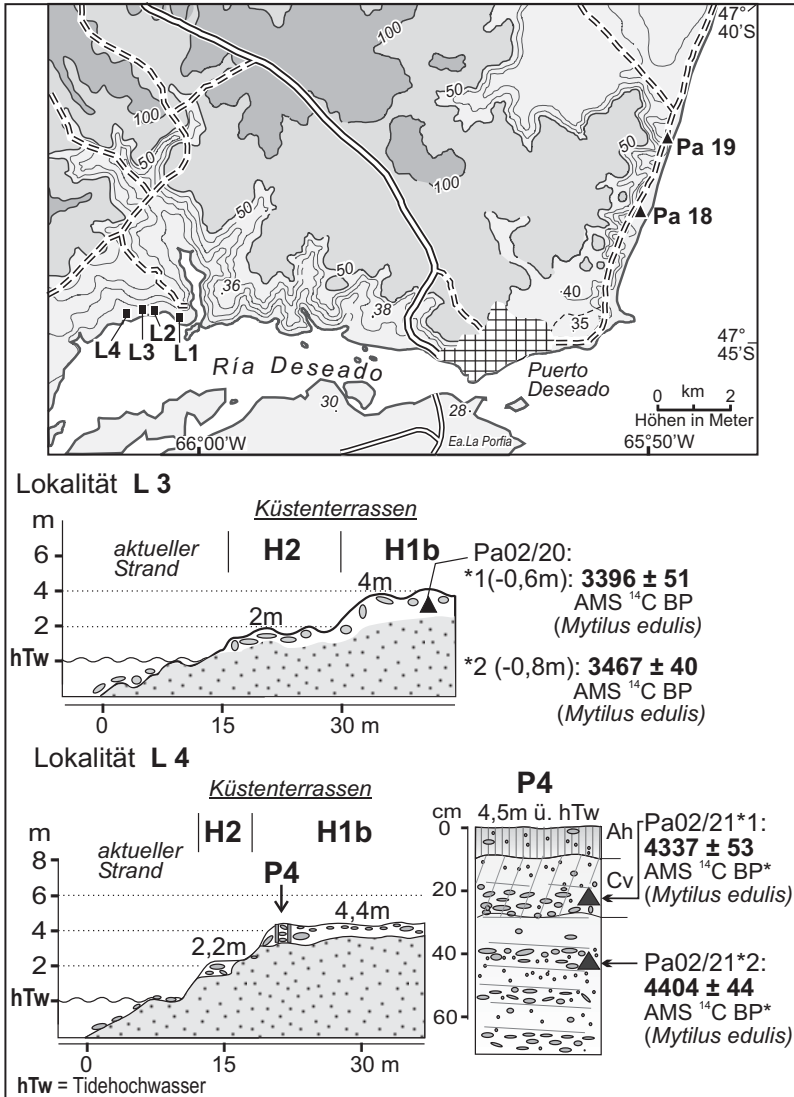 47°
40'S
100
50
100
50
50
Pa 19
100
50
Pa 18
50
36
38
40
35
L4 L3 L2 L1
Ría Deseado
Puerto
Deseado
47°
45'S
30
28
Ea.La Porfia
0 km 2
Höhen in Meter
66°00'W
65°50'W
Lokalität L 3
Küstenterrassen
m
aktueller
Strand
H2
H1b
Pa02/20:
6
4
2
hTw
4m
2m
*1(-0,6m): 3396 ± 51
AMS ¹⁴C BP
(Mytilus edulis)
*2 (-0,8m): 3467 ± 40
AMS ¹⁴C BP
(Mytilus edulis)
0 15 30 m
Lokalität L 4
Küstenterrassen
m
aktueller
Strand
H2
H1b
P4
8
6
4
2
hTw
4,4m
2,2m
0 15 30 m
hTw = Tidehochwasser
P4
cm 4,5m ü. hTw
0
20
40
60
Ah
Cv
Pa02/21*1:
4337 ± 53
AMS ¹⁴C BP*
(Mytilus edulis)
Pa02/21*2:
4404 ± 44
AMS ¹⁴C BP*
(Mytilus edulis)